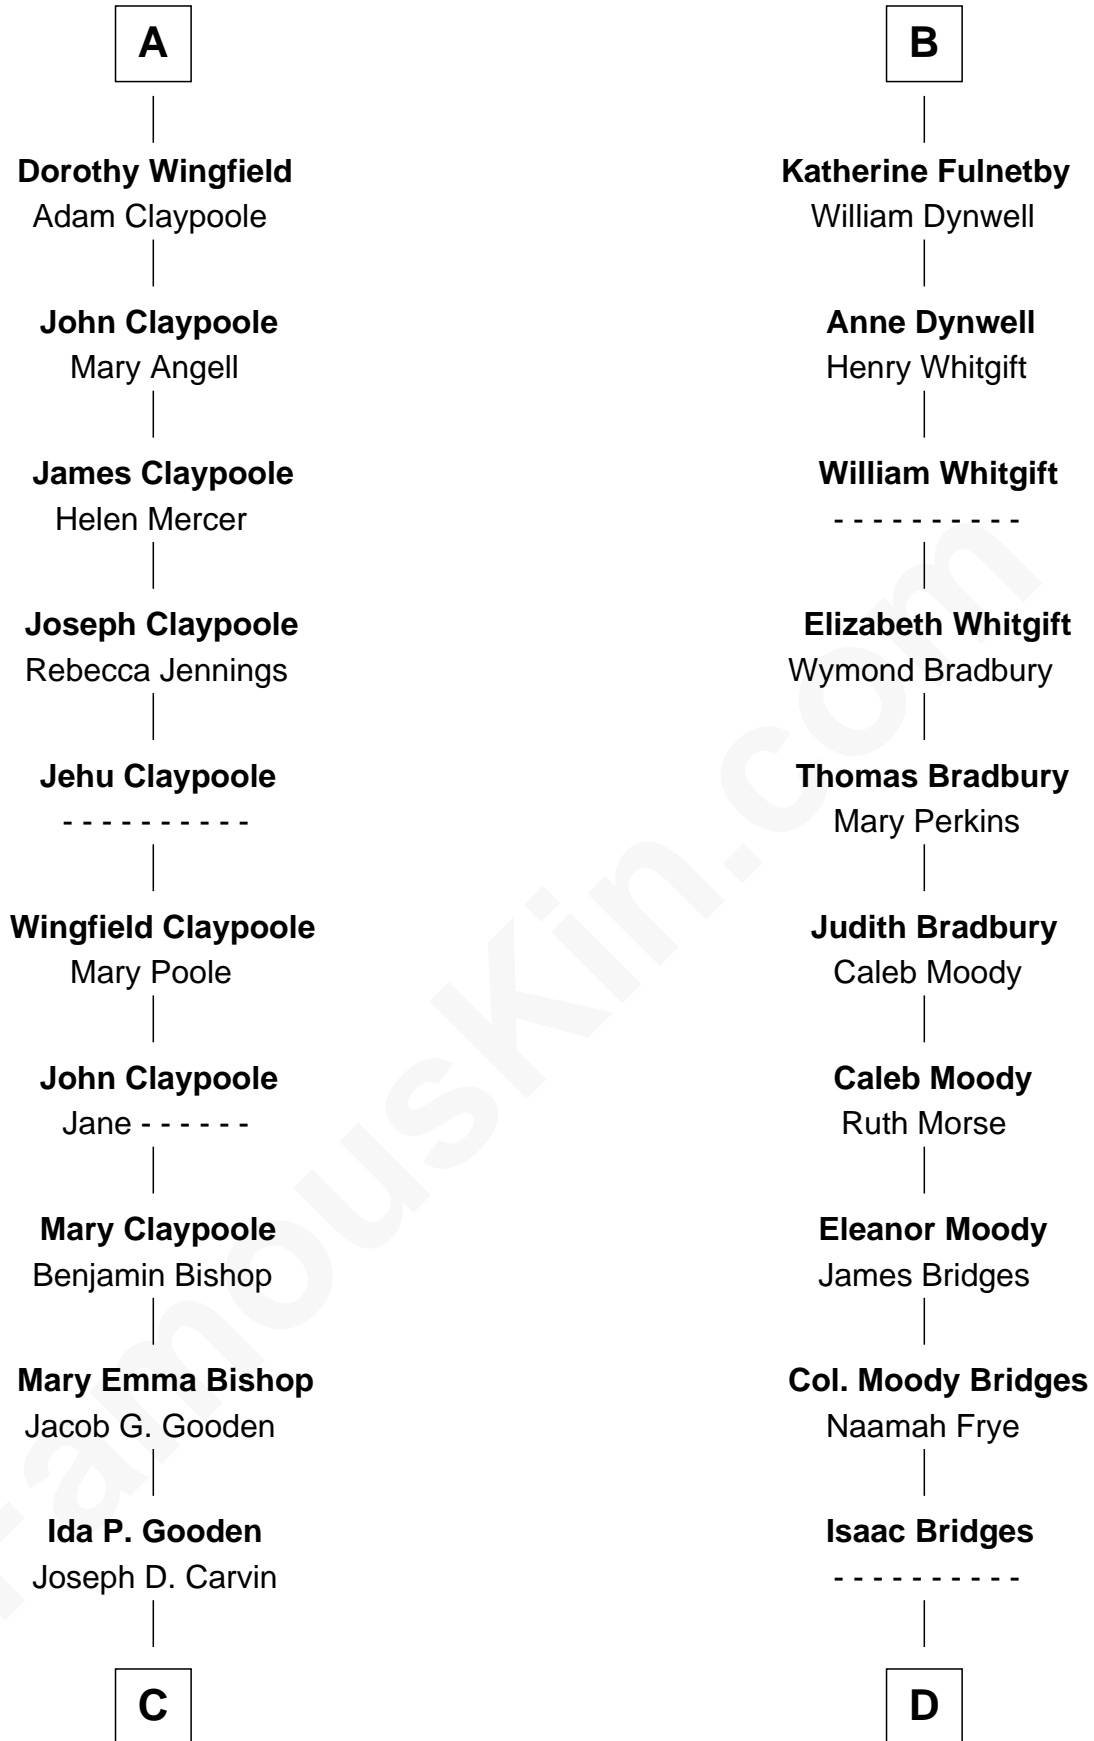 A
Dorothy Wingfield
Adam Claypoole
John Claypoole
Mary Angell
James Claypoole
Helen Mercer
Joseph Claypoole
Rebecca Jennings
Jehu Claypoole
- - - - - - - - - -
Wingfield Claypoole
Mary Poole
John Claypoole
Jane - - - - - -
Mary Claypoole
Benjamin Bishop
Mary Emma Bishop
Jacob G. Gooden
Ida P. Gooden
Joseph D. Carvin
C
B
Katherine Fulnetby
William Dynwell
Anne Dynwell
Henry Whitgift
William Whitgift
- - - - - - - - - -
Elizabeth Whitgift
Wymond Bradbury
Thomas Bradbury
Mary Perkins
Judith Bradbury
Caleb Moody
Caleb Moody
Ruth Morse
Eleanor Moody
James Bridges
Col. Moody Bridges
Naamah Frye
Isaac Bridges
- - - - - - - - - -
D
FamousKin.com